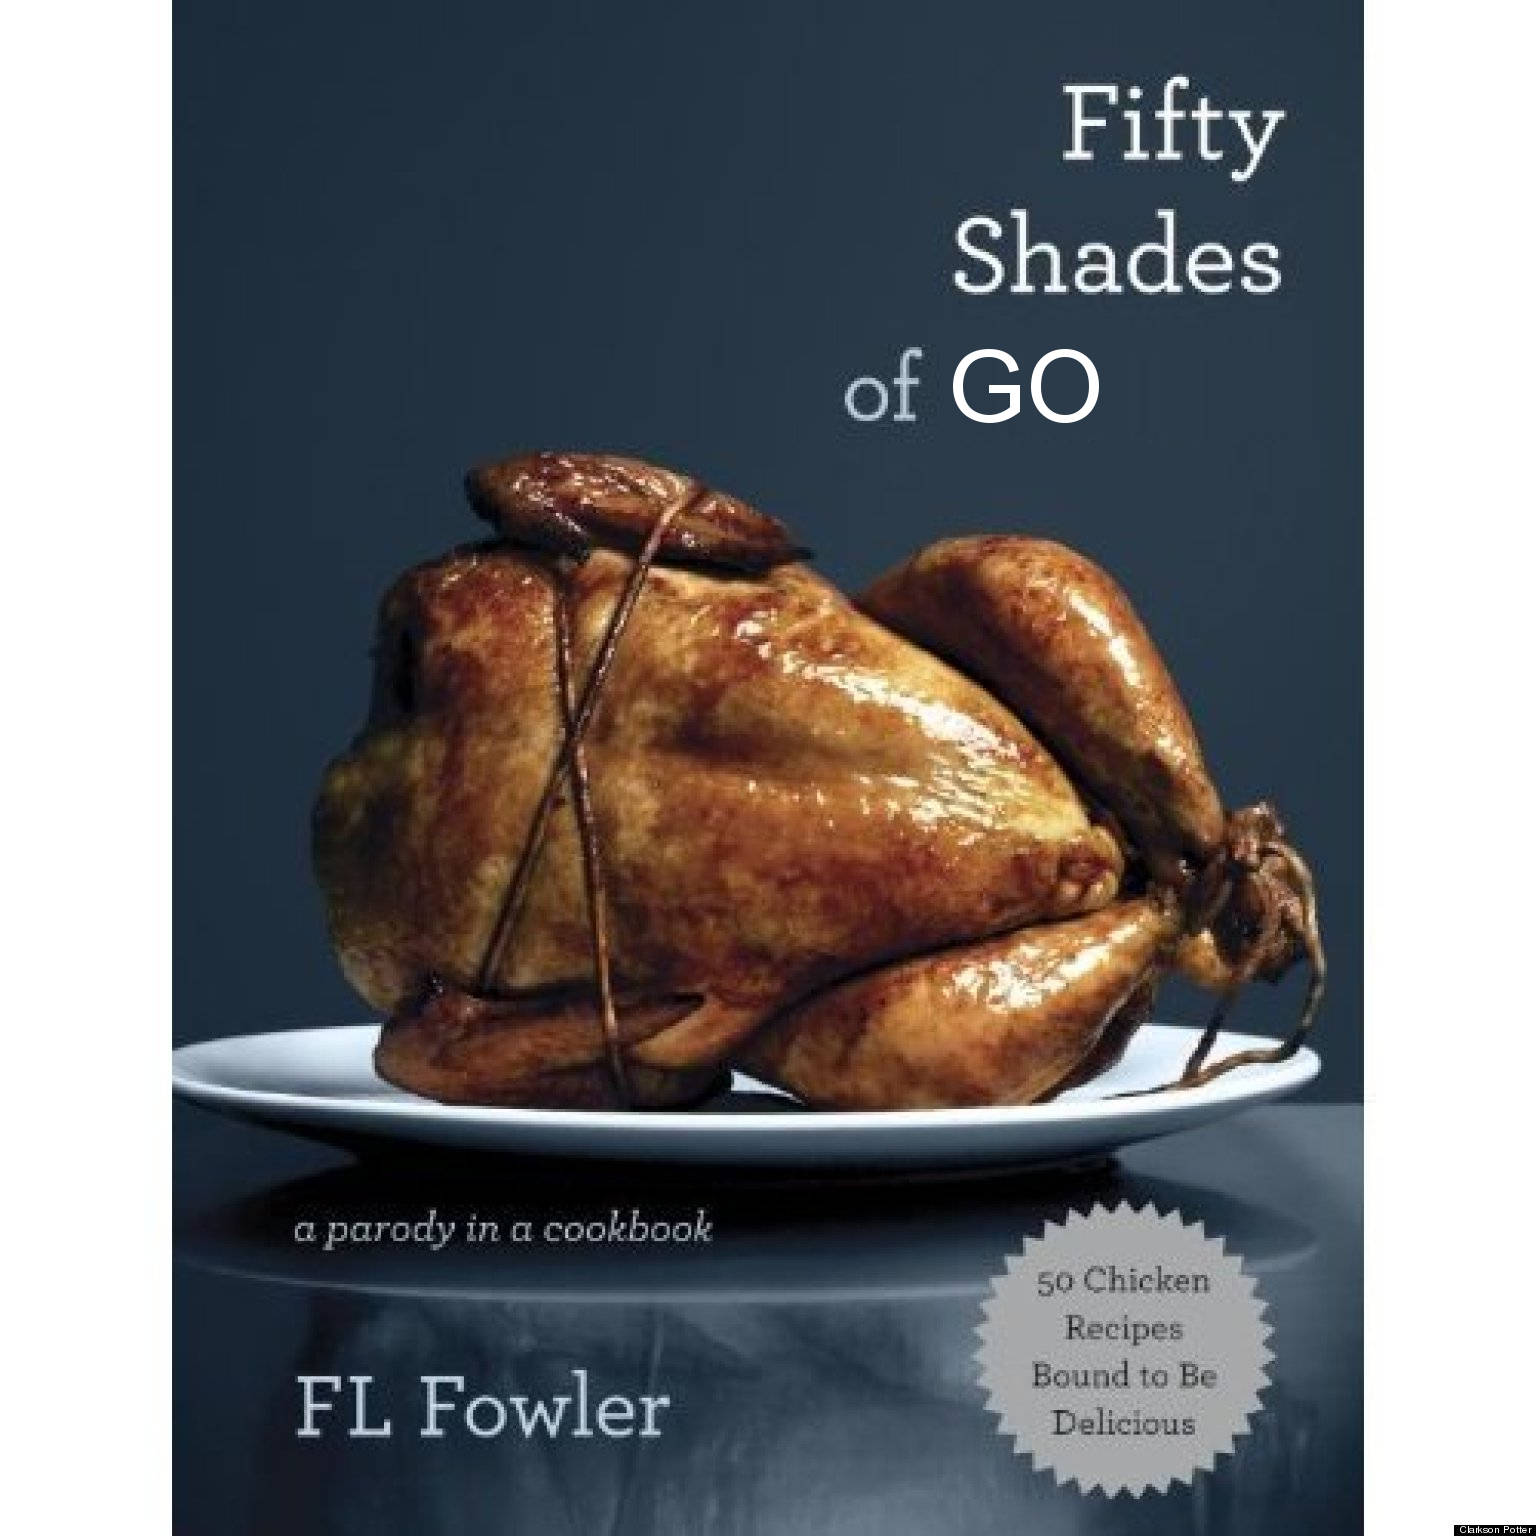 Fifty
Shades
of GO
a parody in a cookbook
FL Fowler
50 Chicken
Recipes
Bound to Be
Delicious
Clarkson Potter